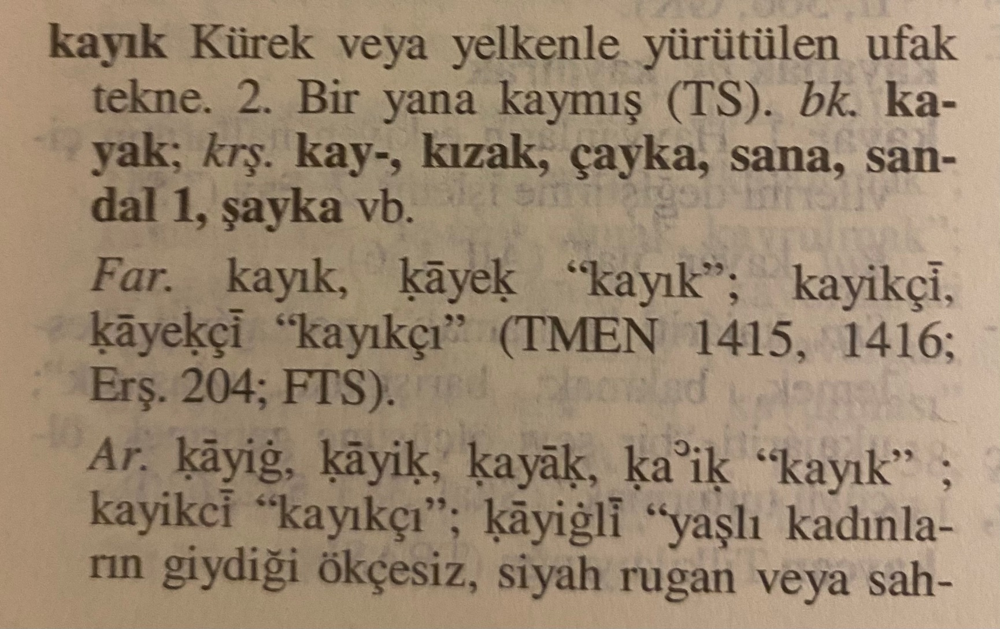 kayık Kürek veya yelkenle yürütülen ufak
tekne. 2. Bir yana kaymış (TS). bk. ka-
yak; krş. kay-, kızak, çayka, sana, san-
dal 1, şayka vb.
Far. kayık, ḳāyeḳ “kayık”; kayikçī,
ḳāyeḳçī “kayıkçı” (TMEN 1415, 1416;
Erş. 204; FTS).
Ar. ḳāyiġ, ḳāyiḳ, ḳayāḳ, ḳaʾiḳ “kayık” ;
kayikcī “kayıkçı”; ḳāyiġlī “yaşlı kadınla-
rın giydiği ökçesiz, siyah rugan veya sah-